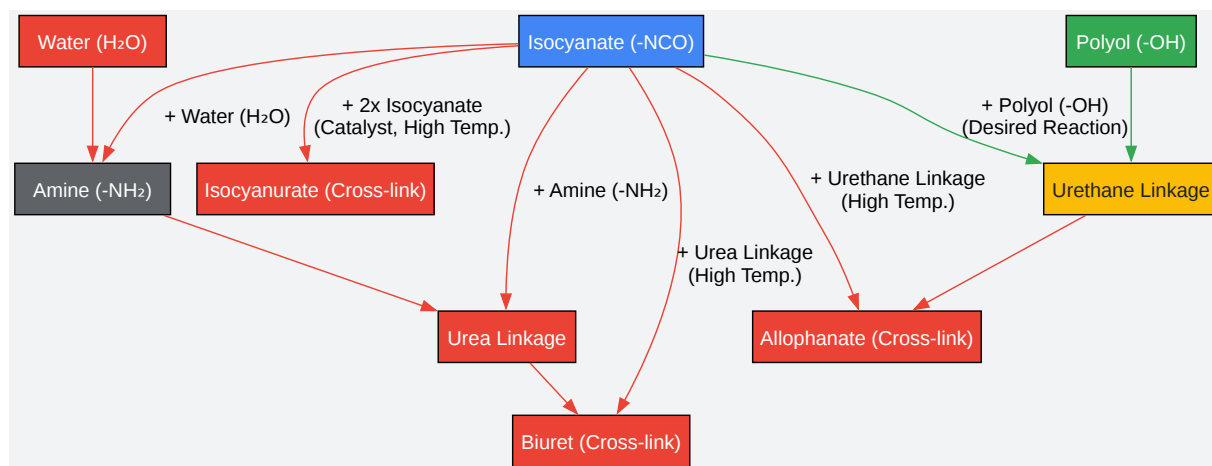 Water (H₂O)
Isocyanate (-NCO)
Polyol (-OH)
+ Water (H₂O)
+ 2x Isocyanate
(Catalyst, High Temp.)
+ Polyol (-OH)
(Desired Reaction)
Amine (-NH₂)
Isocyanurate (Cross-link)
+ Amine (-NH₂)
+ Urethane Linkage
(High Temp.)
Urethane Linkage
+ Urea Linkage
(High Temp.)
Urea Linkage
Allophanate (Cross-link)
Biuret (Cross-link)